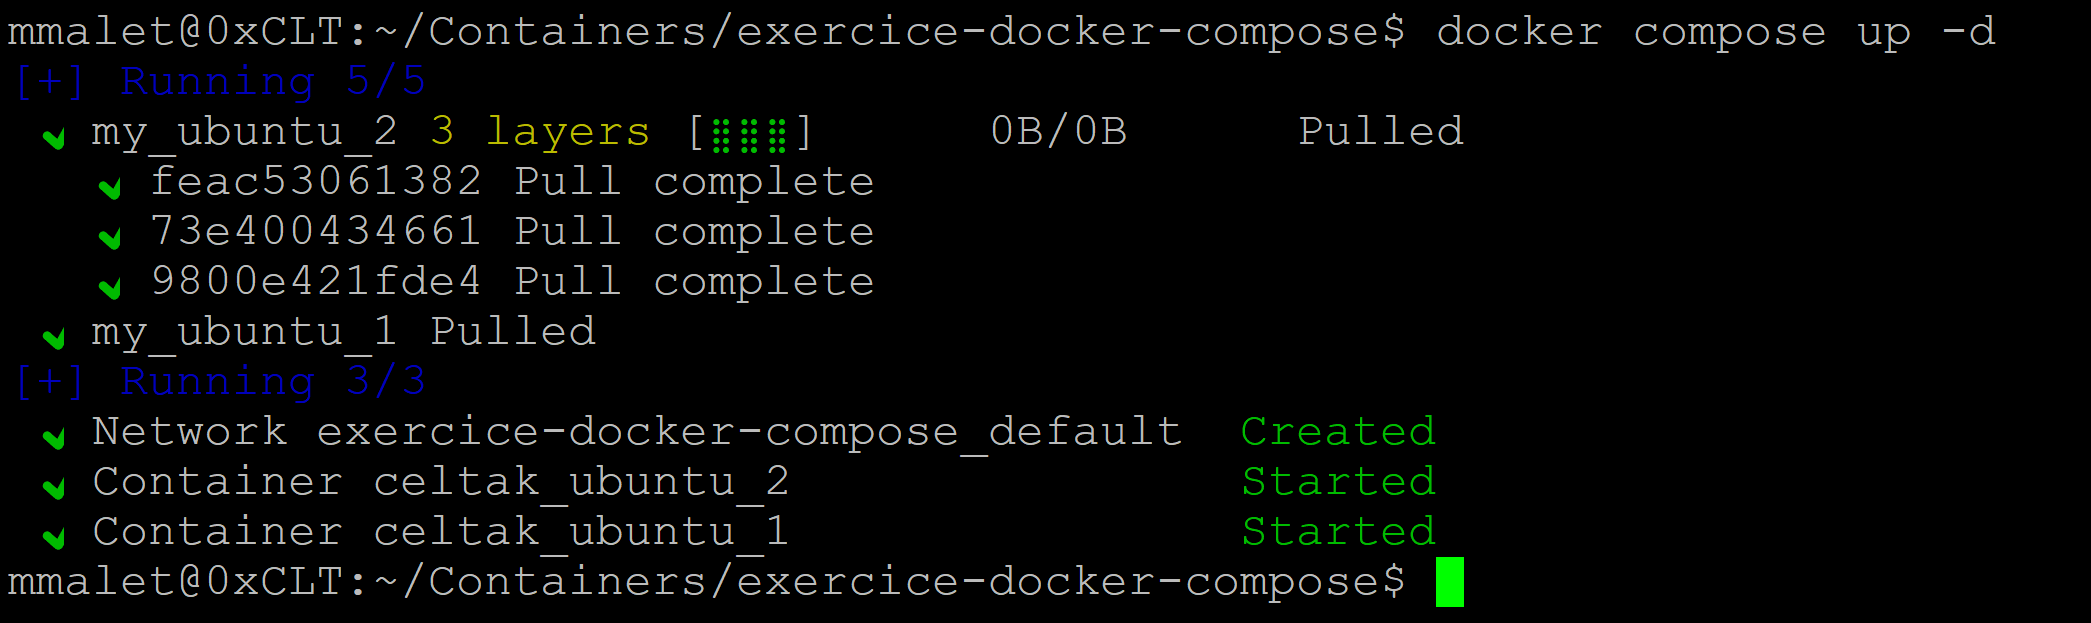 mmalet@0xCLT:~/Containers/exercice-docker-compose$ docker compose up -d
[+] Running 5/5
✔ my_ubuntu_2 3 layers [⣿⣿⣿] 0B/0B Pulled
✔ feac53061382 Pull complete
✔ 73e400434661 Pull complete
✔ 9800e421fde4 Pull complete
✔ my_ubuntu_1 Pulled
[+] Running 3/3
✔ Network exercice-docker-compose_default Created
✔ Container celtak_ubuntu_2 Started
✔ Container celtak_ubuntu_1 Started
mmalet@0xCLT:~/Containers/exercice-docker-compose$